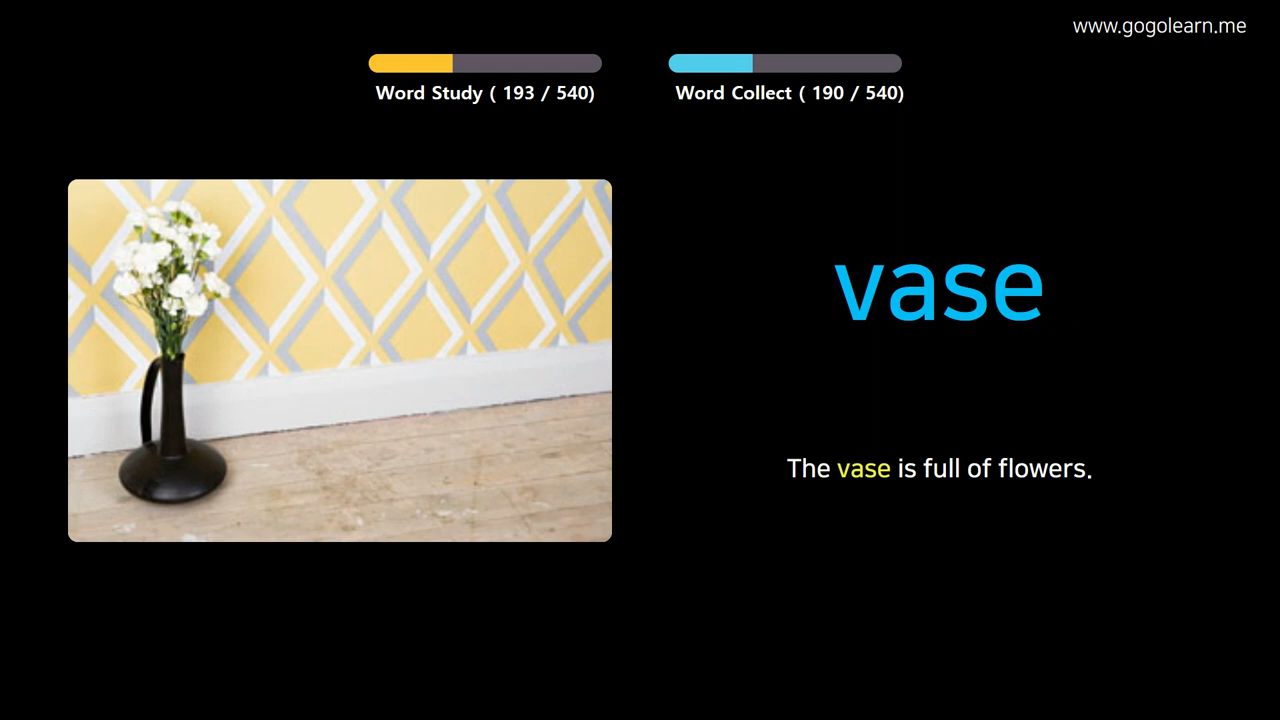 www.gogolearn.me
Word Study ( 193 / 540)
Word Collect ( 190 / 540)
vase
The vase is full of flowers.